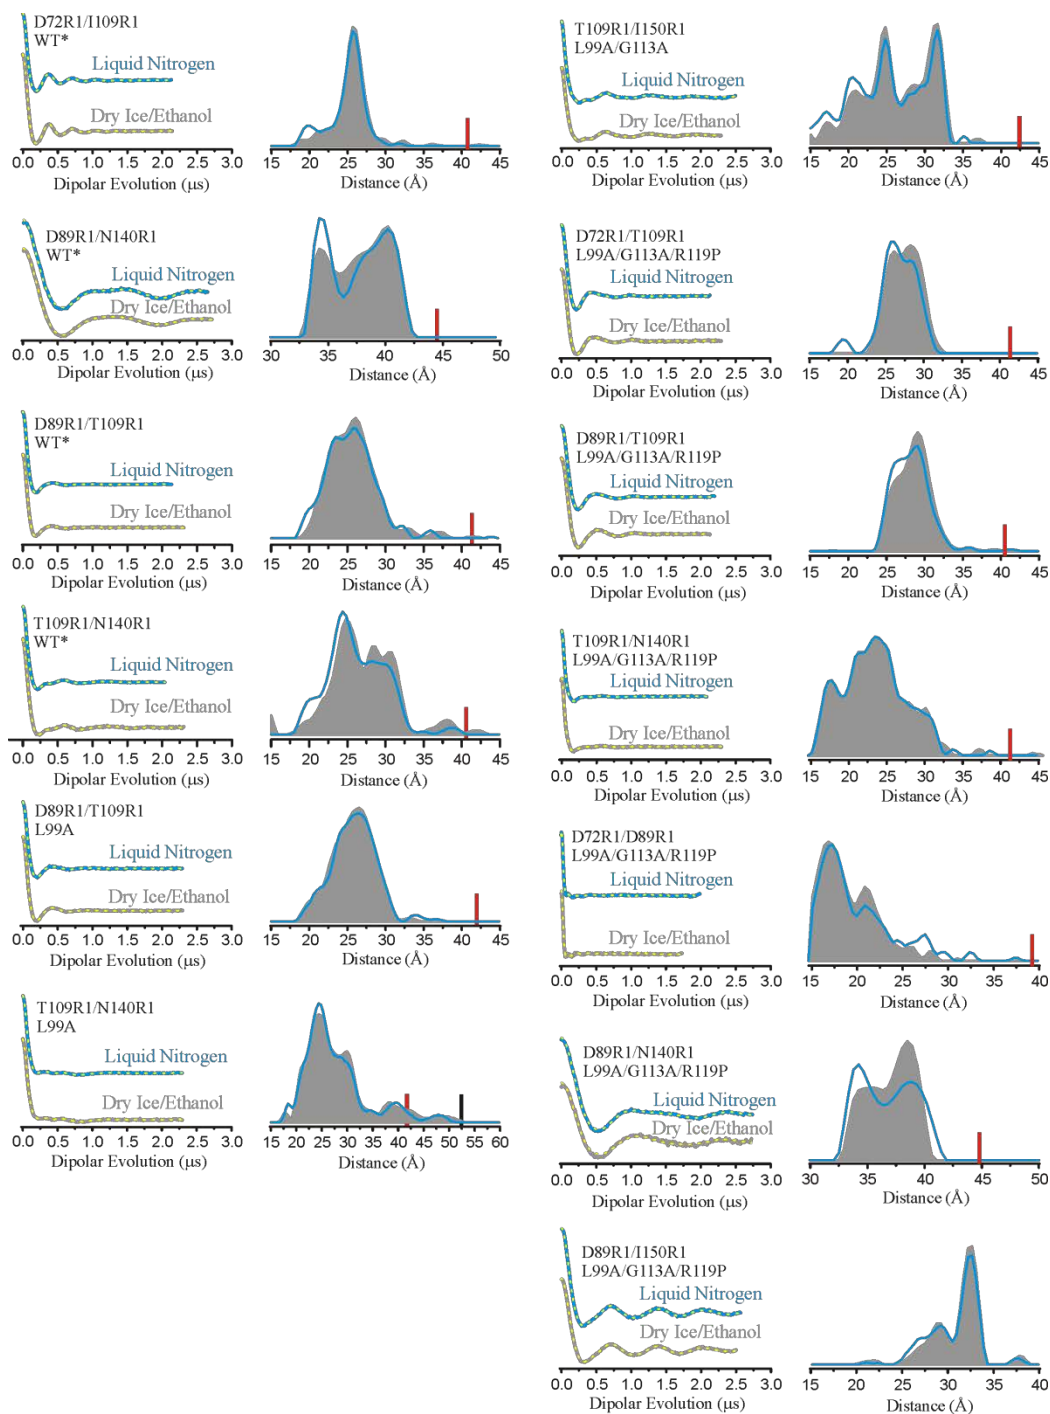 D72R1/I109R1
WT*
Liquid Nitrogen
Dry Ice/Ethanol
0.0 0.5 1.0 1.5 2.0 2.5 3.0
Dipolar Evolution (μs)
15 20 25 30 35 40 45
Distance (Å)
T109R1/I150R1
L99A/G113A
Liquid Nitrogen
Dry Ice/Ethanol
0.0 0.5 1.0 1.5 2.0 2.5 3.0
Dipolar Evolution (μs)
15 20 25 30 35 40 45
Distance (Å)
D89R1/N140R1
WT*
Liquid Nitrogen
Dry Ice/Ethanol
0.0 0.5 1.0 1.5 2.0 2.5 3.0
Dipolar Evolution (μs)
30 35 40 45 50
Distance (Å)
D72R1/T109R1
L99A/G113A/R119P
Liquid Nitrogen
Dry Ice/Ethanol
0.0 0.5 1.0 1.5 2.0 2.5 3.0
Dipolar Evolution (μs)
15 20 25 30 35 40 45
Distance (Å)
D89R1/T109R1
WT*
Liquid Nitrogen
Dry Ice/Ethanol
0.0 0.5 1.0 1.5 2.0 2.5 3.0
Dipolar Evolution (μs)
15 20 25 30 35 40 45
Distance (Å)
D89R1/T109R1
L99A/G113A/R119P
Liquid Nitrogen
Dry Ice/Ethanol
0.0 0.5 1.0 1.5 2.0 2.5 3.0
Dipolar Evolution (μs)
15 20 25 30 35 40 45
Distance (Å)
T109R1/N140R1
WT*
Liquid Nitrogen
Dry Ice/Ethanol
0.0 0.5 1.0 1.5 2.0 2.5 3.0
Dipolar Evolution (μs)
15 20 25 30 35 40 45
Distance (Å)
T109R1/N140R1
L99A/G113A/R119P
Liquid Nitrogen
Dry Ice/Ethanol
0.0 0.5 1.0 1.5 2.0 2.5 3.0
Dipolar Evolution (μs)
15 20 25 30 35 40 45
Distance (Å)
D89R1/T109R1
L99A
Liquid Nitrogen
Dry Ice/Ethanol
0.0 0.5 1.0 1.5 2.0 2.5 3.0
Dipolar Evolution (μs)
15 20 25 30 35 40 45
Distance (Å)
D72R1/D89R1
L99A/G113A/R119P
Liquid Nitrogen
Dry Ice/Ethanol
0.0 0.5 1.0 1.5 2.0 2.5 3.0
Dipolar Evolution (μs)
15 20 25 30 35 40
Distance (Å)
T109R1/N140R1
L99A
Liquid Nitrogen
Dry Ice/Ethanol
0.0 0.5 1.0 1.5 2.0 2.5 3.0
Dipolar Evolution (μs)
15 20 25 30 35 40 45 50 55 60
Distance (Å)
D89R1/N140R1
L99A/G113A/R119P
Liquid Nitrogen
Dry Ice/Ethanol
0.0 0.5 1.0 1.5 2.0 2.5 3.0
Dipolar Evolution (μs)
30 35 40 45 50
Distance (Å)
D89R1/I150R1
L99A/G113A/R119P
Liquid Nitrogen
Dry Ice/Ethanol
0.0 0.5 1.0 1.5 2.0 2.5 3.0
Dipolar Evolution (μs)
15 20 25 30 35 40
Distance (Å)